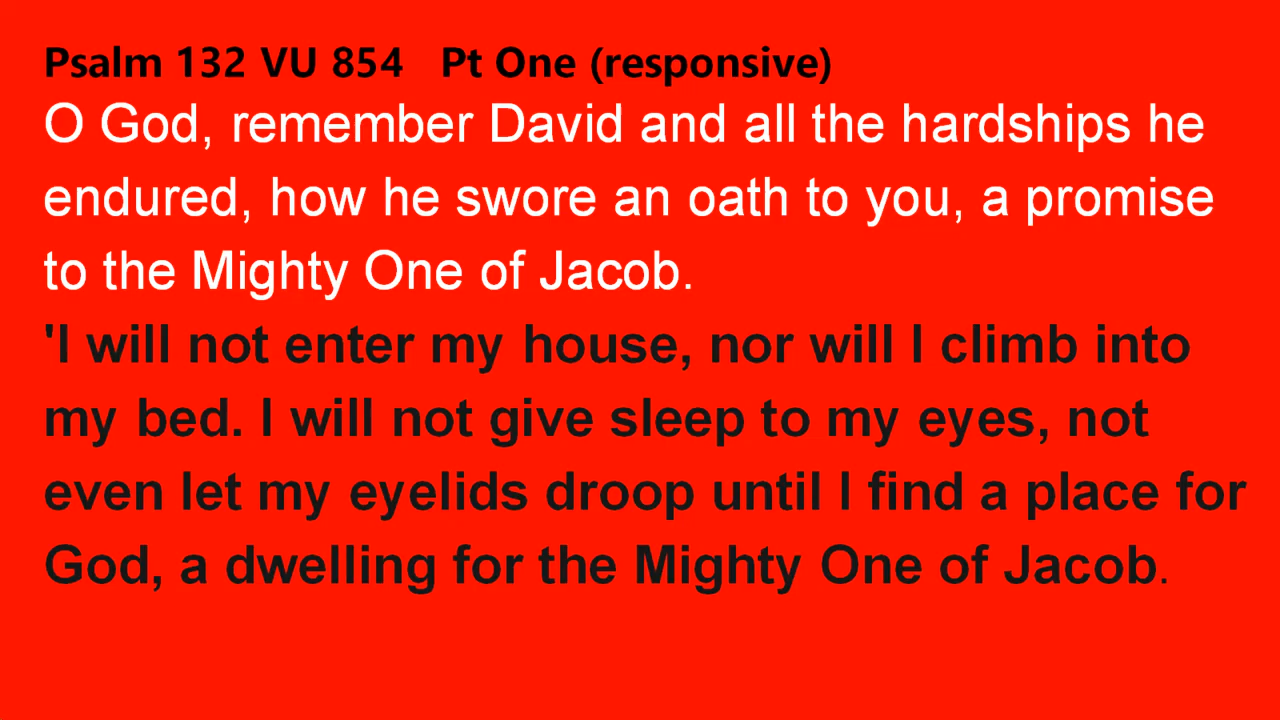 Psalm 132 VU 854   Pt One (responsive)
O God, remember David and all the hardships he
endured, how he swore an oath to you, a promise
to the Mighty One of Jacob.
'I will not enter my house, nor will I climb into
my bed. I will not give sleep to my eyes, not
even let my eyelids droop until I find a place for
God, a dwelling for the Mighty One of Jacob.